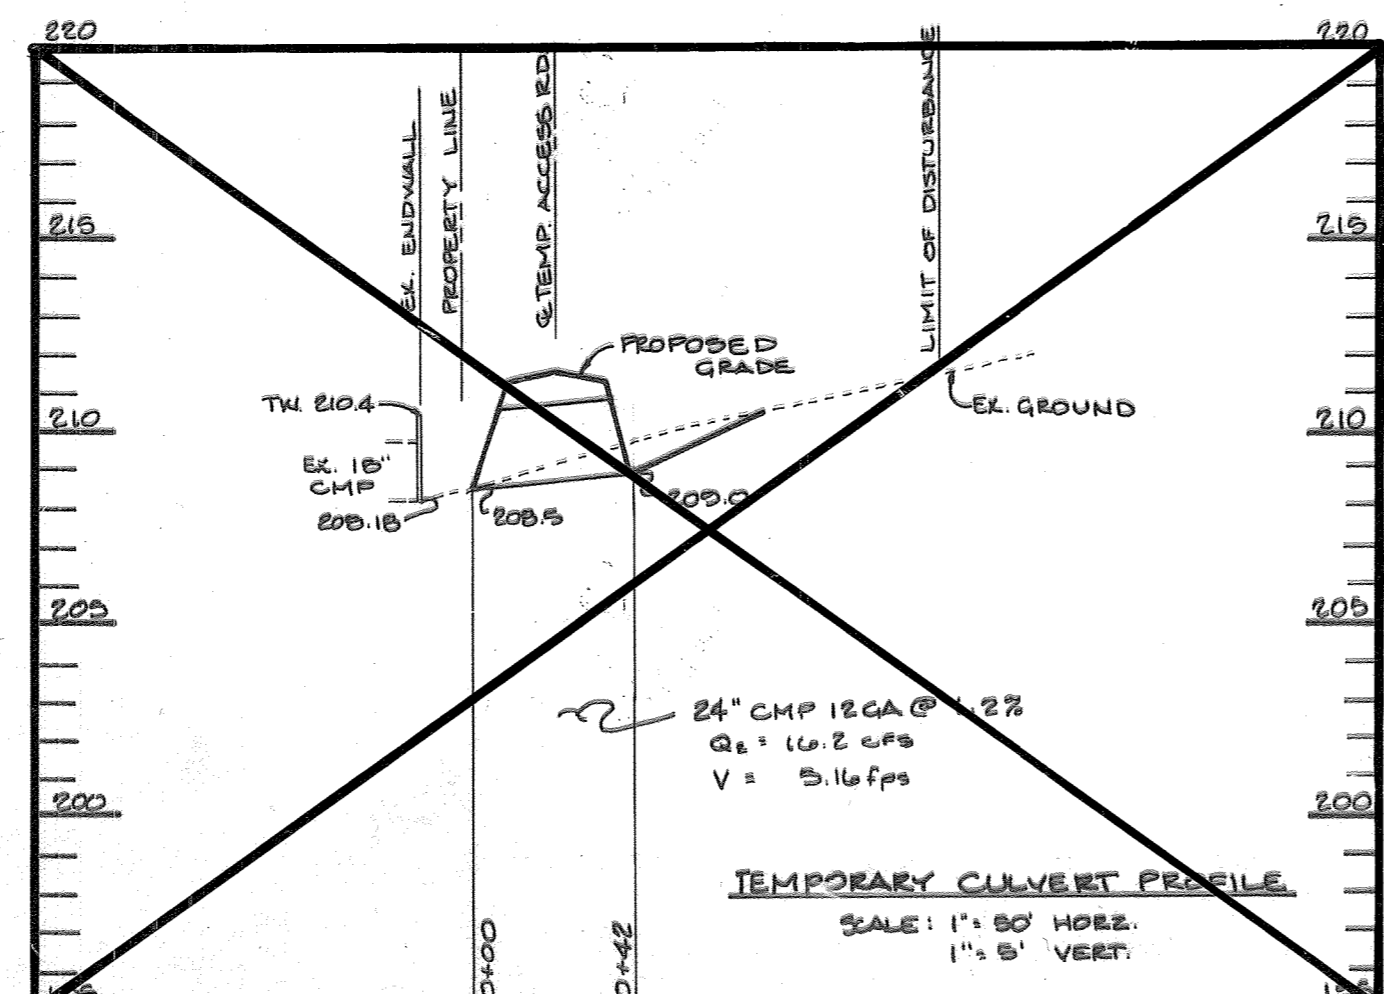 220
220
EX. ENDWALL
PROPERTY LINE
℄ TEMP. ACCESS RD.
LIMIT OF DISTURBANCE
215
215
PROPOSED
GRADE
TW. 210.4
EX. GROUND
210
210
EX. 18"
CMP
209.0
208.18
208.5
205
205
24" CMP 12GA @ 1.2%
Q2 = 16.2 cfs
V = 5.16 fps
200
200
TEMPORARY CULVERT PROFILE
SCALE: 1" = 50' HORZ.
1" = 5' VERT.
0+00
0+42